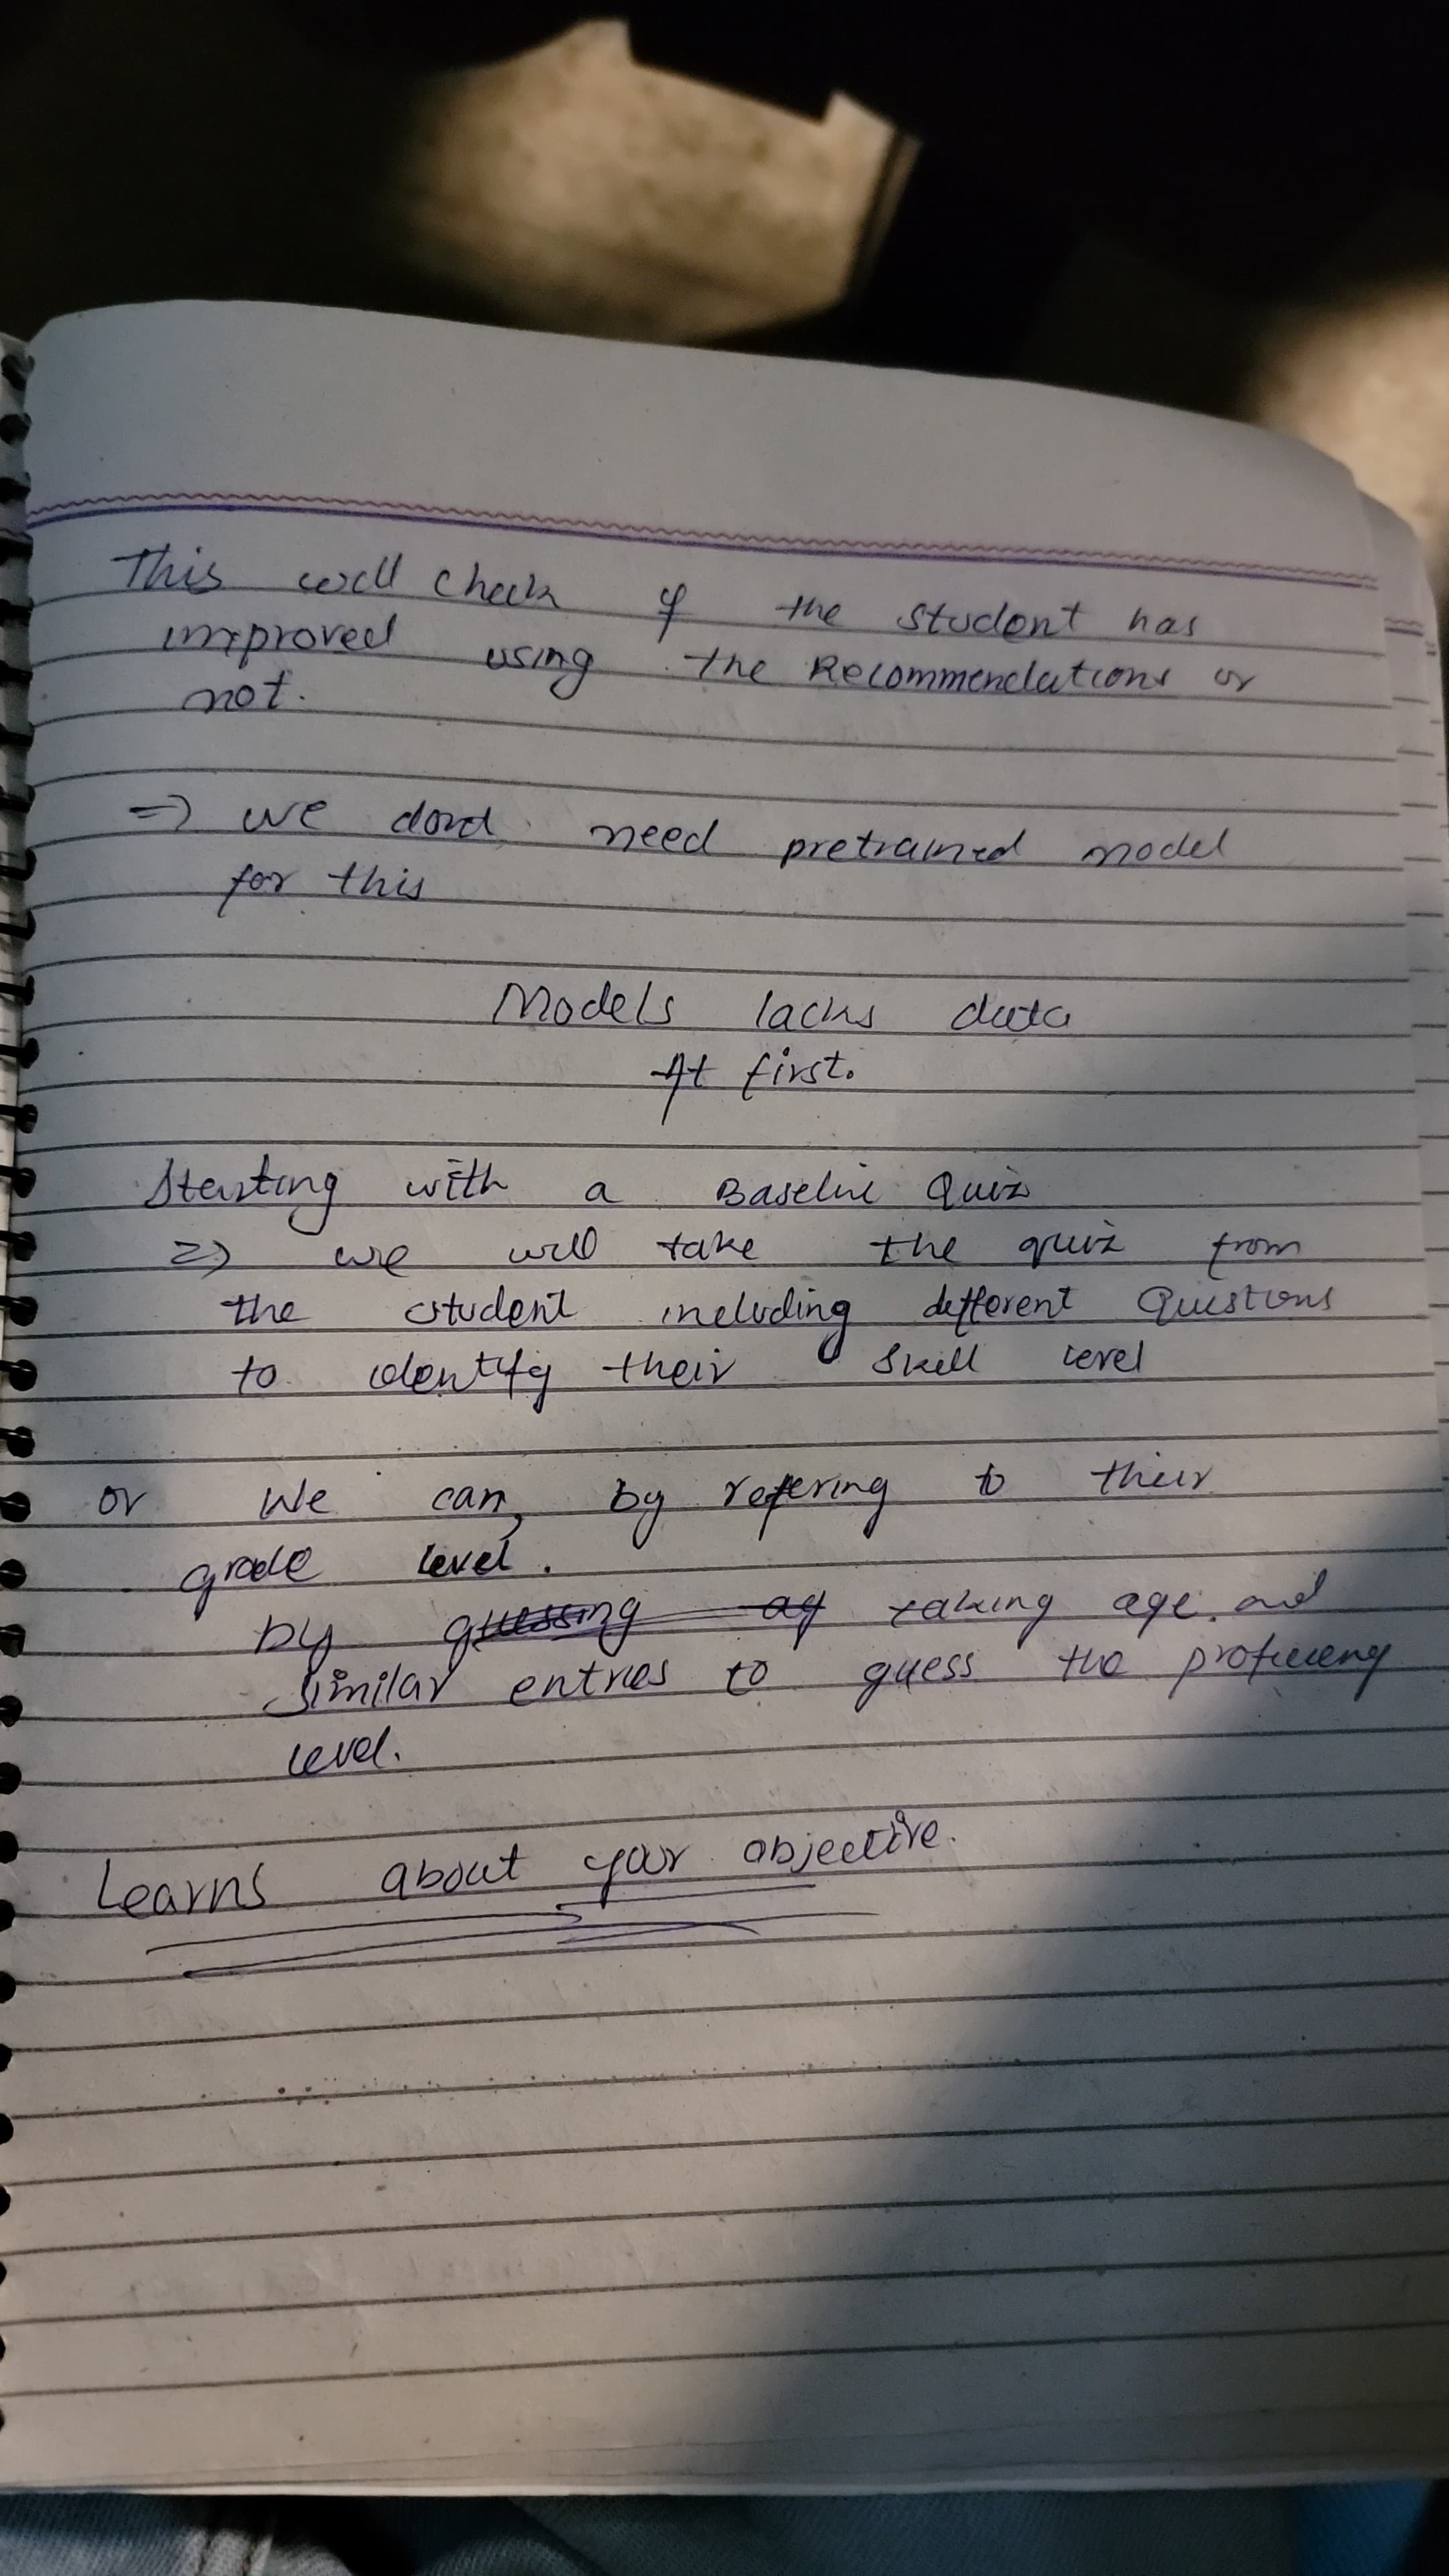 This will check if the student has
improved using the Recommendations or
not.
=> we dond need pretrained model
for this
Models lacks data
At first.
Starting with a Baseline Quiz
=> we will take the quiz from
the student including different Questions
to identify their skill level
or We can, by refering to their
grade level.
by guessing ag taking age and
similar entries to guess the proficiency
level.
Learns about your objective.